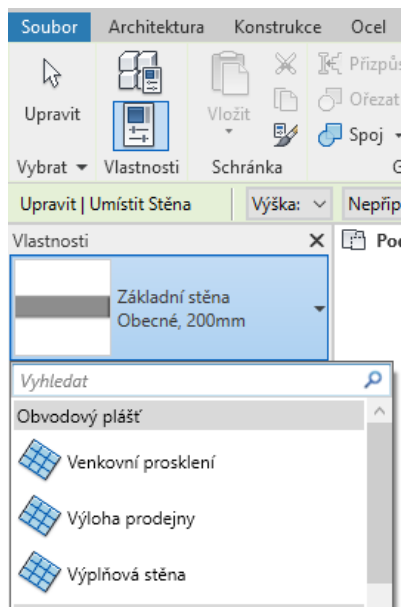 Soubor Architektura Konstrukce Ocel
Upravit Vložit Přizpůs
Ořezat
Spoj
Vybrat Vlastnosti Schránka G
Upravit | Umístit Stěna Výška: Nepřip
Vlastnosti Pod
Základní stěna
Obecné, 200mm
Vyhledat
Obvodový plášť
Venkovní prosklení
Výloha prodejny
Výplňová stěna